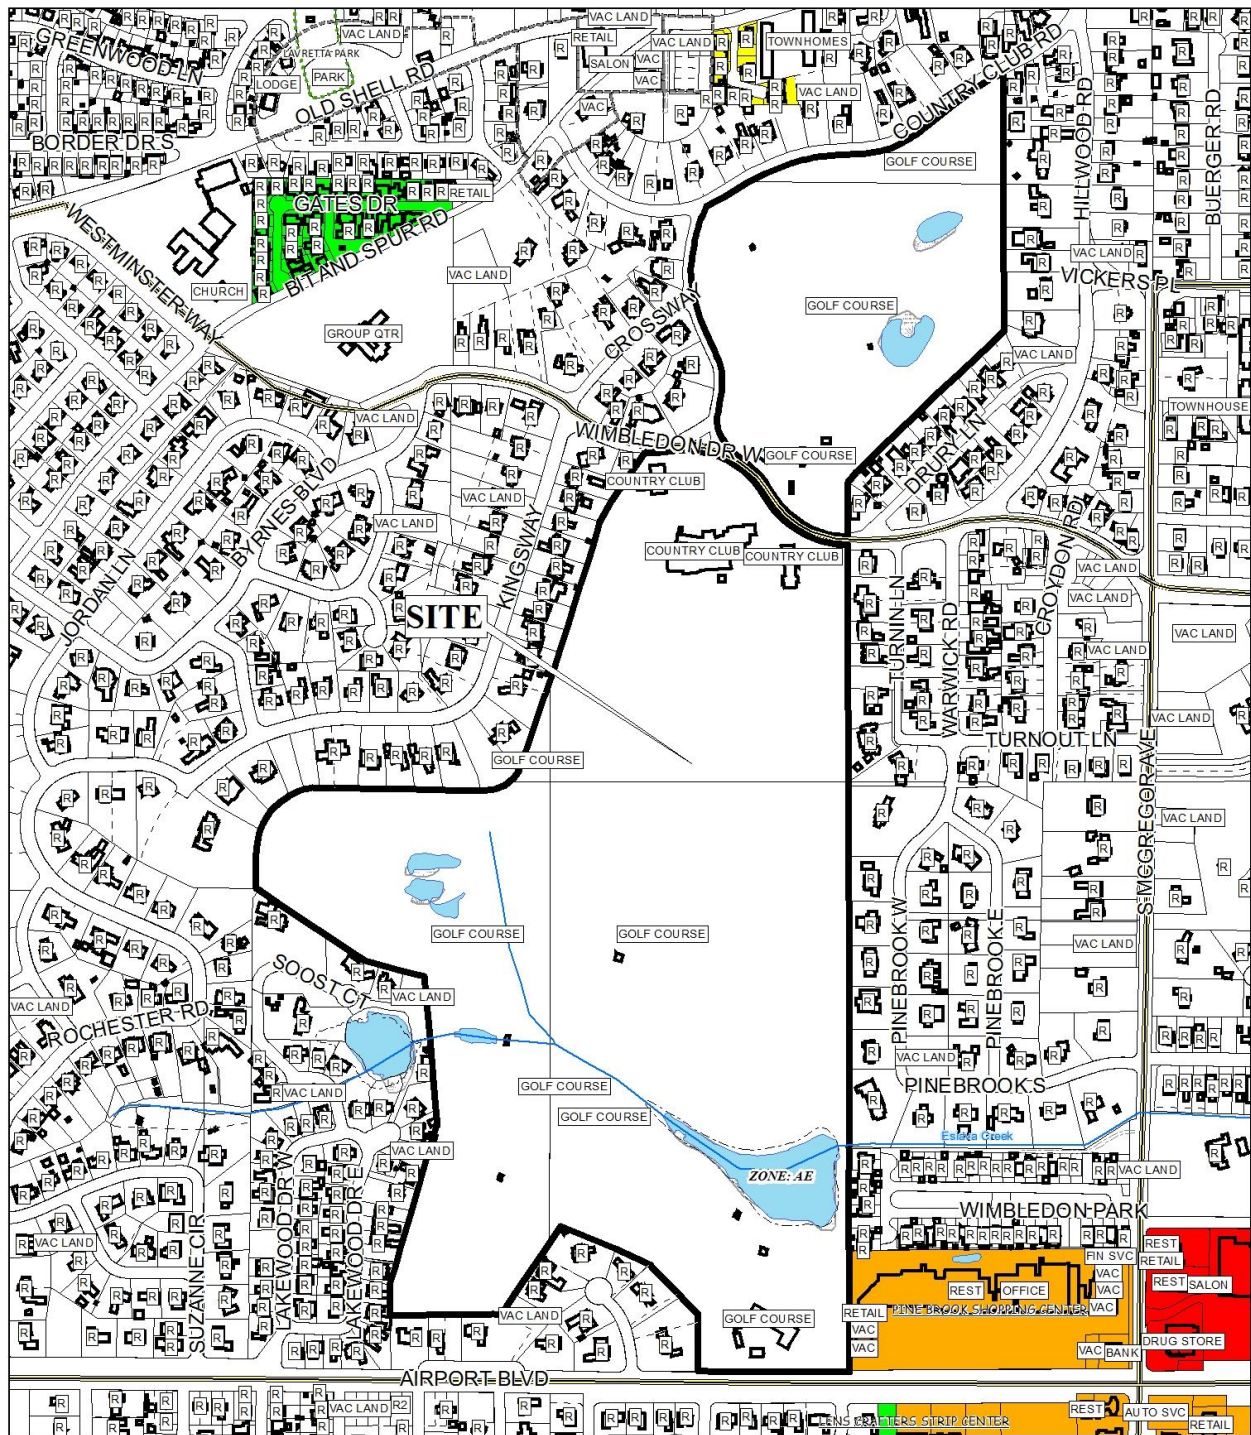 GREENWOOD LN
VAC LAND
LAVRETTA PARK
PARK
LODGE
OLD SHELL RD
VAC LAND
RETAIL
VAC LAND
SALON
VAC
VAC
VAC
TOWNHOMES
VAC LAND
COUNTRY CLUB RD
BORDER DR S
GOLF COURSE
HILLWOOD RD
BUERGER RD
GATES DR
RETAIL
BIT AND SPUR RD
WESTMINSTER WAY
CHURCH
VAC LAND
VAC LAND
VICKERS PL
GOLF COURSE
GROUP QTR
CROSSWAY
VAC LAND
VAC LAND
TOWNHOUSE
WIMBLEDON DR W
GOLF COURSE
DRURY LN
COUNTRY CLUB
BYRNES BLVD
VAC LAND
VAC LAND
KINGSWAY
COUNTRY CLUB
COUNTRY CLUB
CROYDON RD
VAC LAND
JORDAN LN
SITE
TURNIN LN
WARWICK RD
VAC LAND
VAC LAND
VAC LAND
VAC LAND
TURNOUT LN
GOLF COURSE
S MCGREGOR AVE
VAC LAND
GOLF COURSE
GOLF COURSE
PINEBROOK W
PINEBROOK E
VAC LAND
SOOST CT
VAC LAND
VAC LAND
ROCHESTER RD
VAC LAND
GOLF COURSE
VAC LAND
PINEBROOK S
GOLF COURSE
Eslava Creek
VAC LAND
ZONE: AE
VAC LAND
LAKEWOOD DR W
LAKEWOOD DR E
SUZANNE CIR
VAC LAND
WIMBLEDON PARK
FIN SVC
REST
RETAIL
VAC
REST
OFFICE
VAC
REST
SALON
VAC
PINE BROOK SHOPPING CENTER
RETAIL
VAC
VAC
VAC LAND
GOLF COURSE
VAC
BANK
DRUG STORE
AIRPORT BLVD
VAC LAND
R2
LENS CRAFTERS STRIP CENTER
REST
AUTO SVC
RETAIL